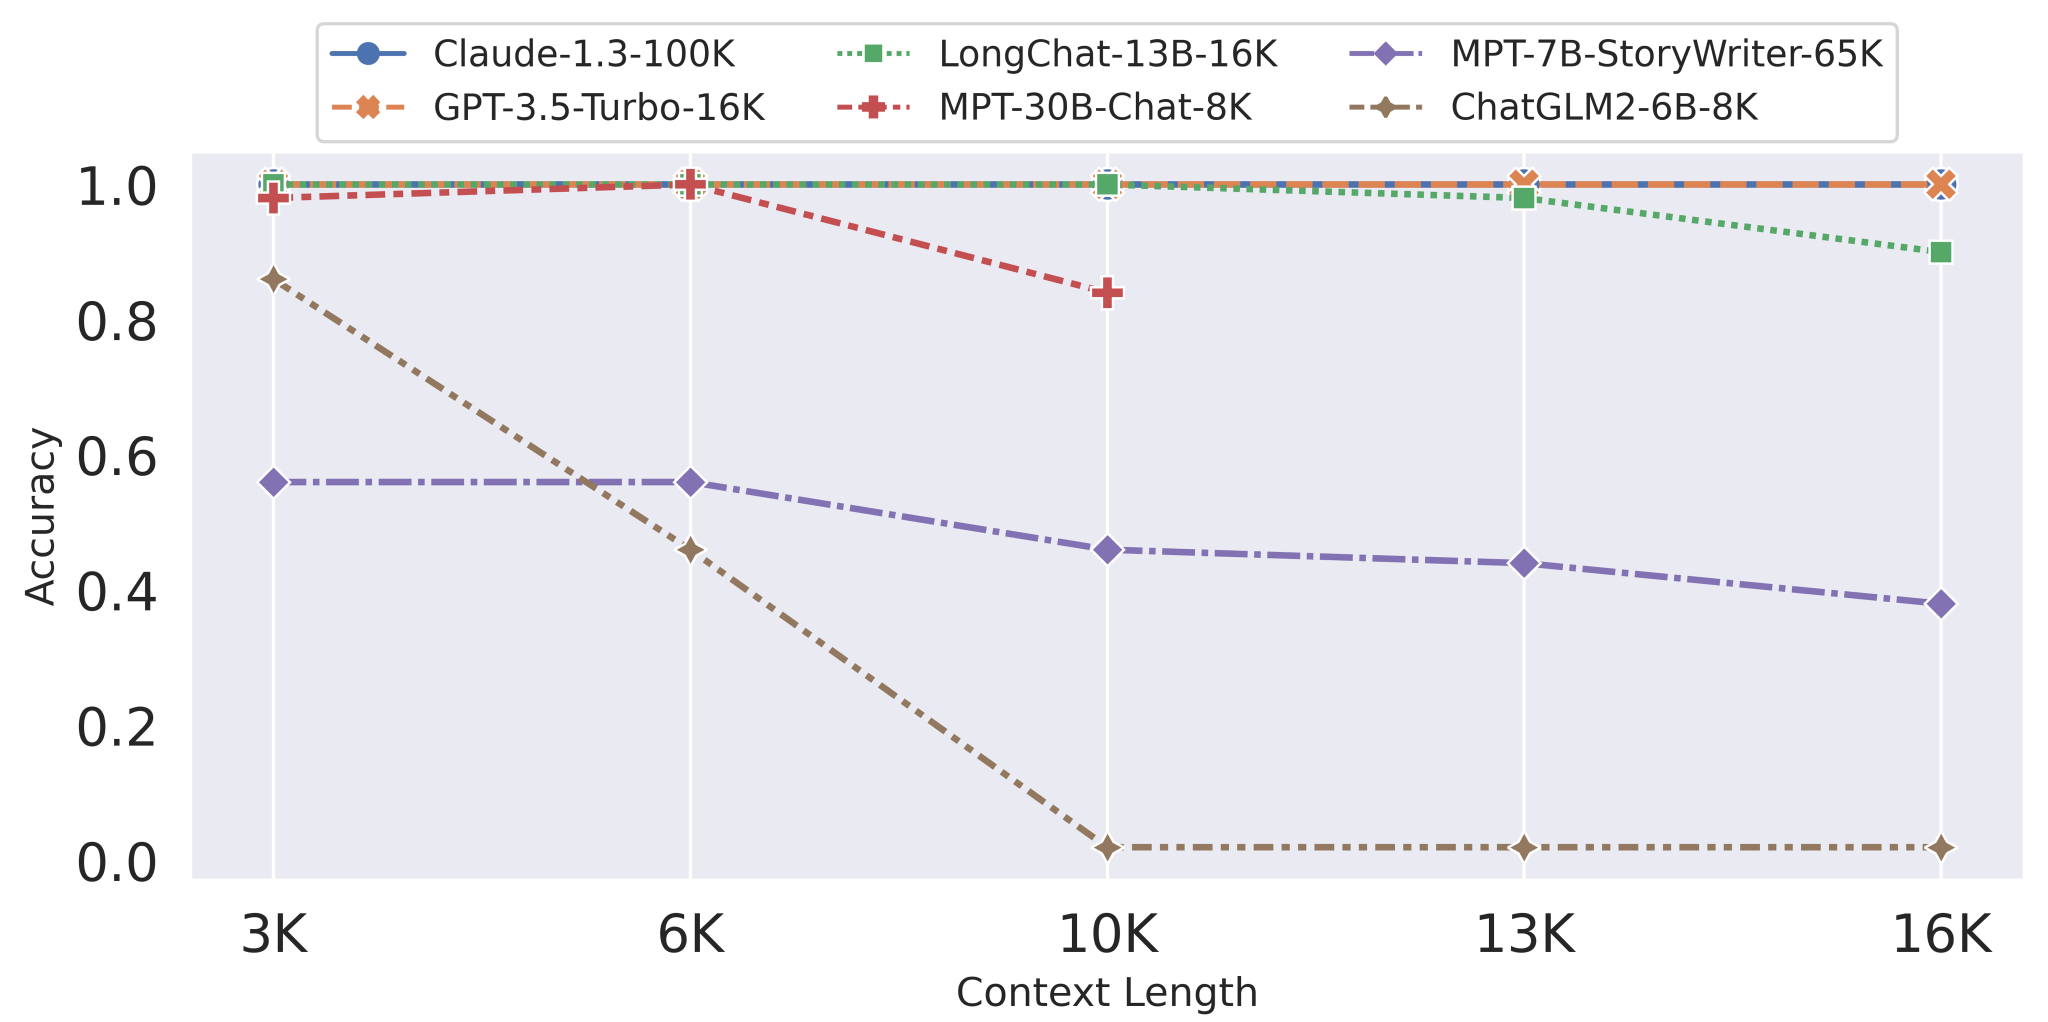 Claude-1.3-100K
GPT-3.5-Turbo-16K
LongChat-13B-16K
MPT-30B-Chat-8K
MPT-7B-StoryWriter-65K
ChatGLM2-6B-8K
Accuracy
1.0
0.8
0.6
0.4
0.2
0.0
3K 6K 10K 13K 16K
Context Length